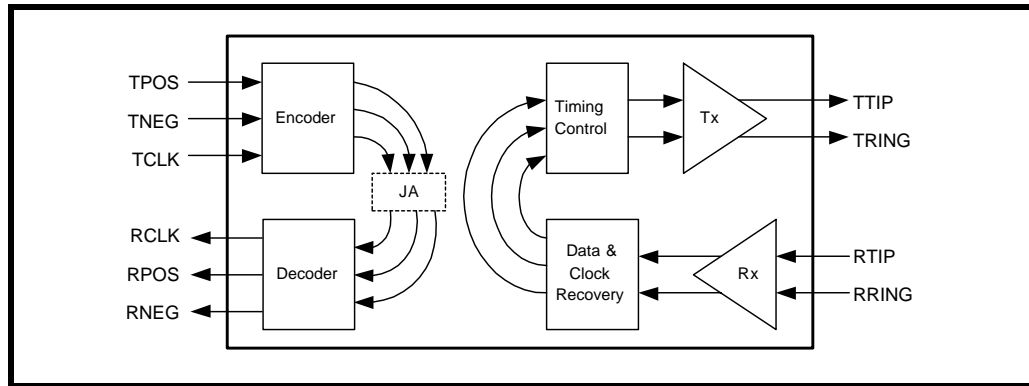 TPOS
TNEG
TCLK
Encoder
JA
RCLK
RPOS
RNEG
Decoder
Timing
Control
Tx
TTIP
TRING
Data &
Clock
Recovery
Rx
RTIP
RRING